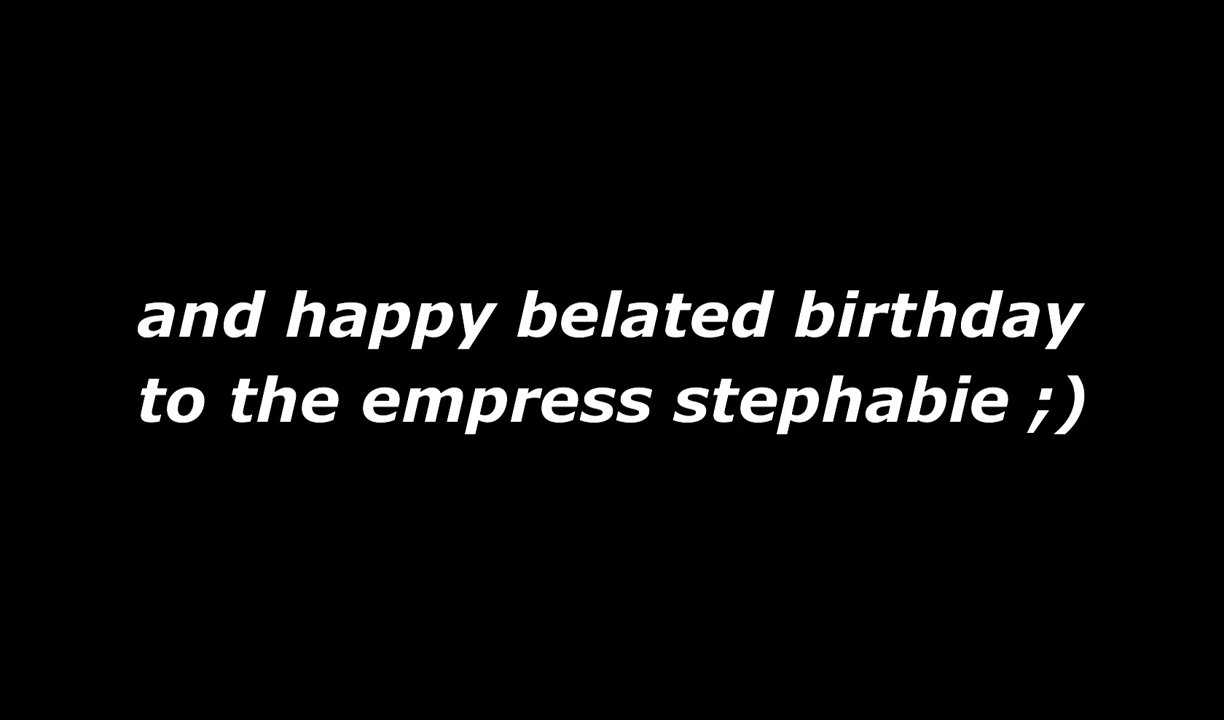 and happy belated birthday
to the empress stephabie ;)